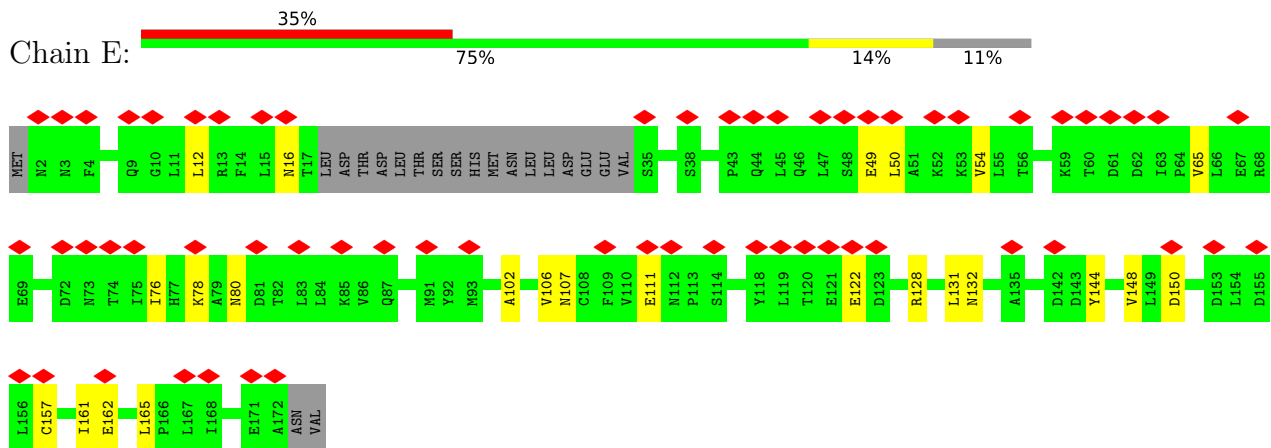 35%
Chain E:
75% 14% 11%
MET N2 N3 F4 Q9 G10 L11 L12 R13 F14 L15 N16 T17 LEU ASP THR ASP LEU THR SER SER HIS MET ASN LEU LEU ASP GLU GLU VAL S35 S38 P43 Q44 L45 Q46 L47 S48 E49 L50 A51 K52 K53 V54 L55 T56 K59 T60 D61 D62 I63 P64 V65 L66 E67 R68
E69 D72 N73 T74 I75 I76 H77 K78 A79 N80 D81 T82 L83 L84 K85 V86 Q87 M91 Y92 M93 A102 V106 N107 C108 F109 V110 E111 N112 P113 S114 Y118 L119 T120 E121 E122 D123 R128 L131 N132 A135 D142 D143 Y144 V148 L149 D150 D153 L154 D155
L156 C157 I161 E162 L165 P166 L167 I168 E171 A172 ASN VAL